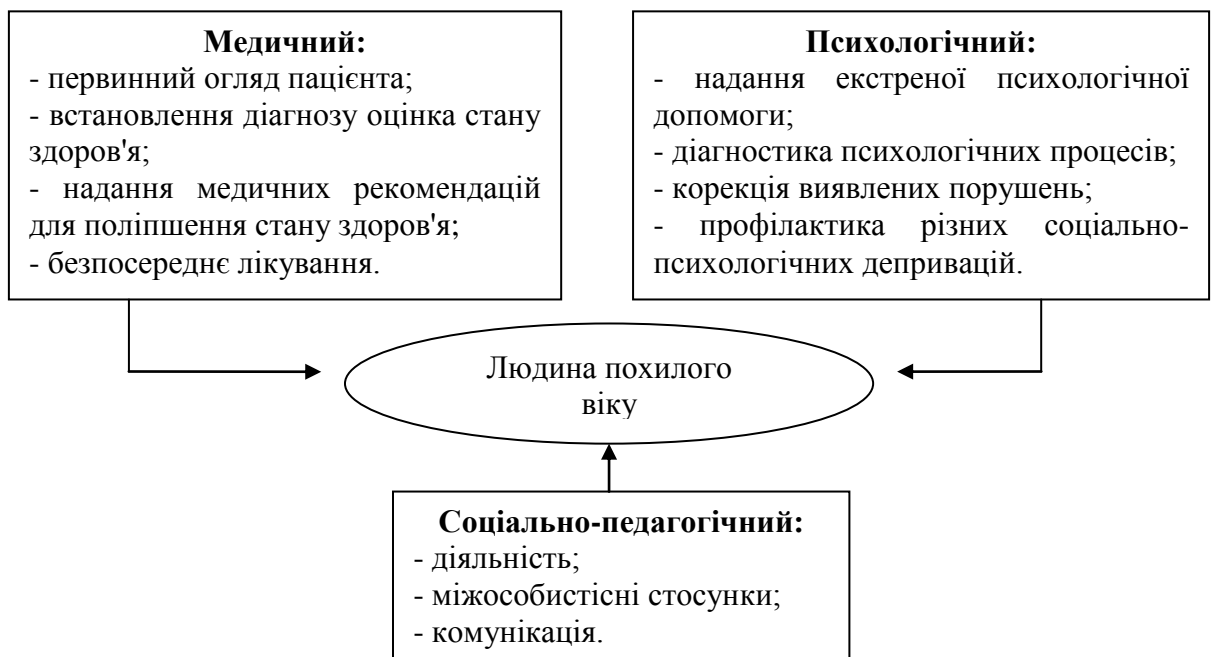 Медичний:
- первинний огляд пацієнта;
- встановлення діагнозу оцінка стану
здоров'я;
- надання медичних рекомендацій
для поліпшення стану здоров'я;
- безпосереднє лікування.
Психологічний:
- надання екстреної психологічної
допомоги;
- діагностика психологічних процесів;
- корекція виявлених порушень;
- профілактика різних соціально-
психологічних депривацій.
Людина похилого
віку
Соціально-педагогічний:
- діяльність;
- міжособистісні стосунки;
- комунікація.